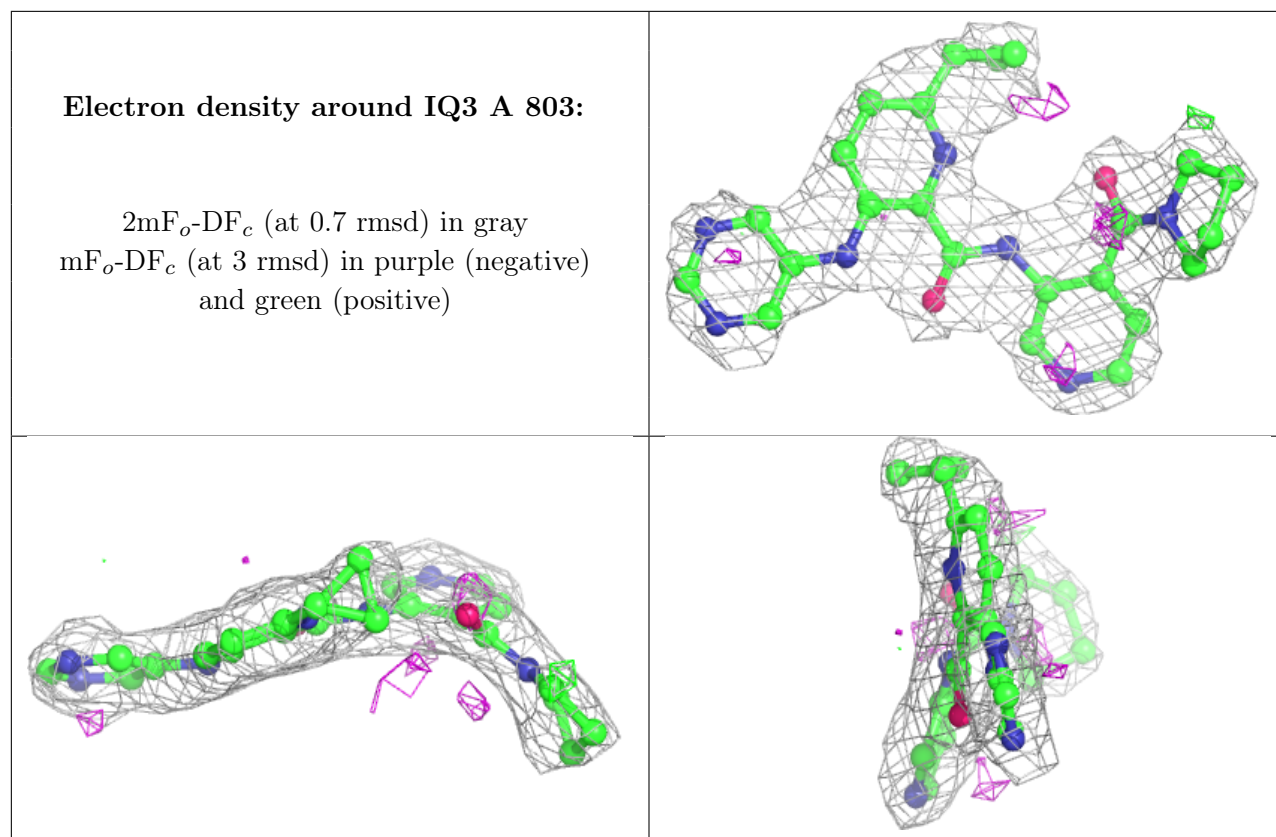 Electron density around IQ3 A 803:
2mFo-DFc (at 0.7 rmsd) in gray
mFo-DFc (at 3 rmsd) in purple (negative)
and green (positive)